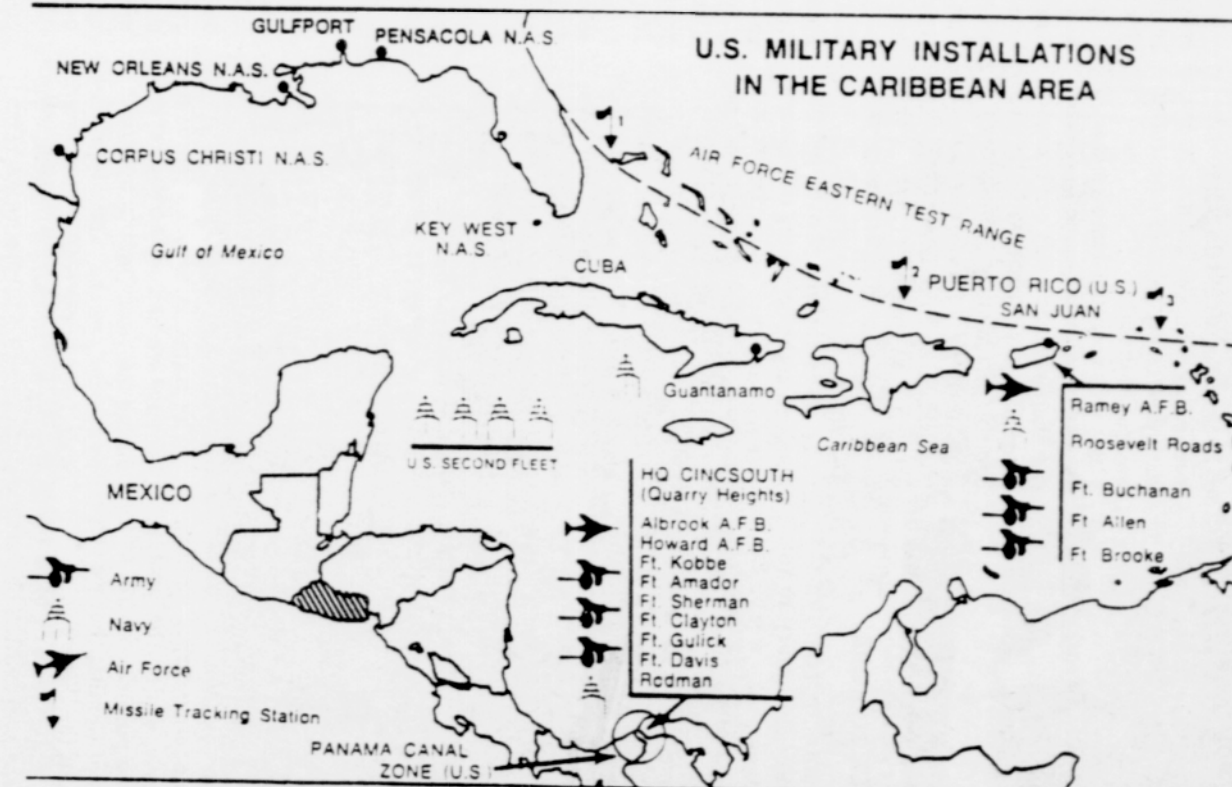 U.S. MILITARY INSTALLATIONS
IN THE CARIBBEAN AREA
GULFPORT
PENSACOLA N.A.S.
NEW ORLEANS N.A.S.
CORPUS CHRISTI N.A.S.
1
AIR FORCE EASTERN TEST RANGE
KEY WEST
N.A.S.
Gulf of Mexico
CUBA
2
PUERTO RICO (U.S.)
3
SAN JUAN
Guantanamo
Ramey A.F.B.
Roosevelt Roads
Ft. Buchanan
Ft Allen
Ft Brooke
Caribbean Sea
U.S. SECOND FLEET
MEXICO
HQ CINCSOUTH
(Quarry Heights)
Albrook A.F.B.
Howard A.F.B.
Ft. Kobbe
Ft. Amador
Ft. Sherman
Ft. Clayton
Ft. Gulick
Ft. Davis
Rodman
Army
Navy
Air Force
Missile Tracking Station
PANAMA CANAL
ZONE (U.S.)